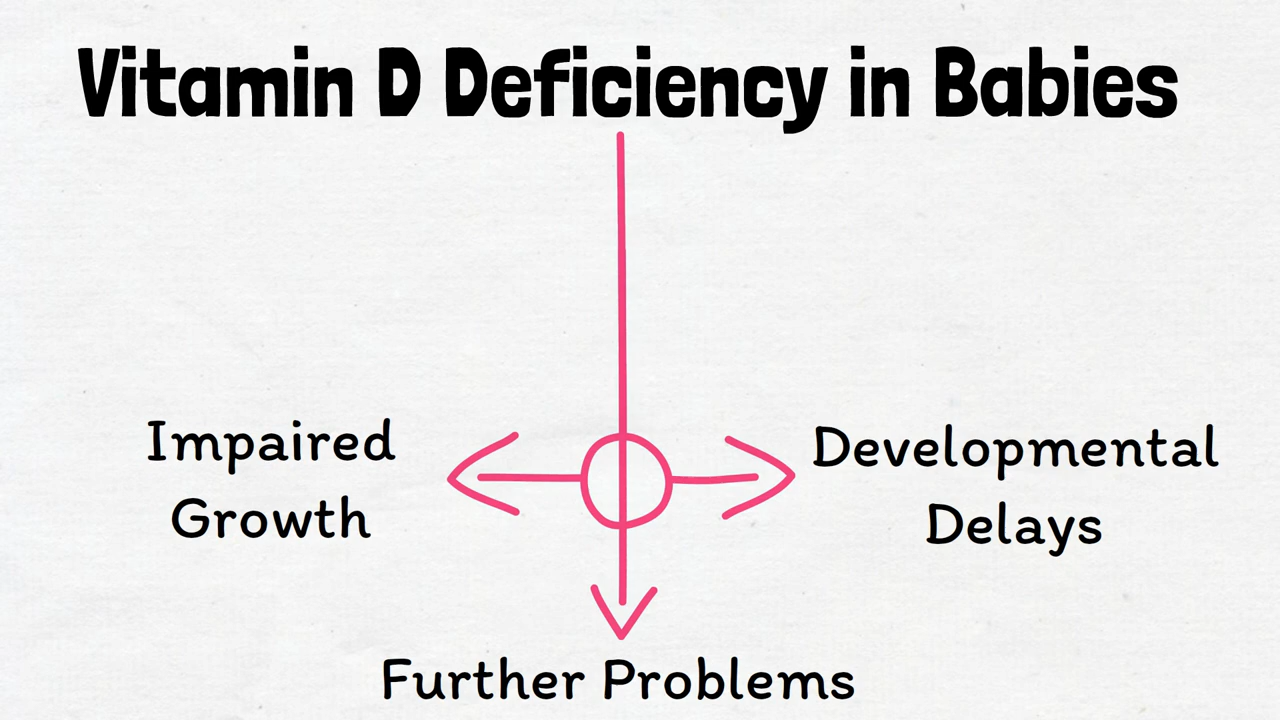 Vitamin D Deficiency in Babies
Impaired
Growth
Developmental
Delays
Further Problems